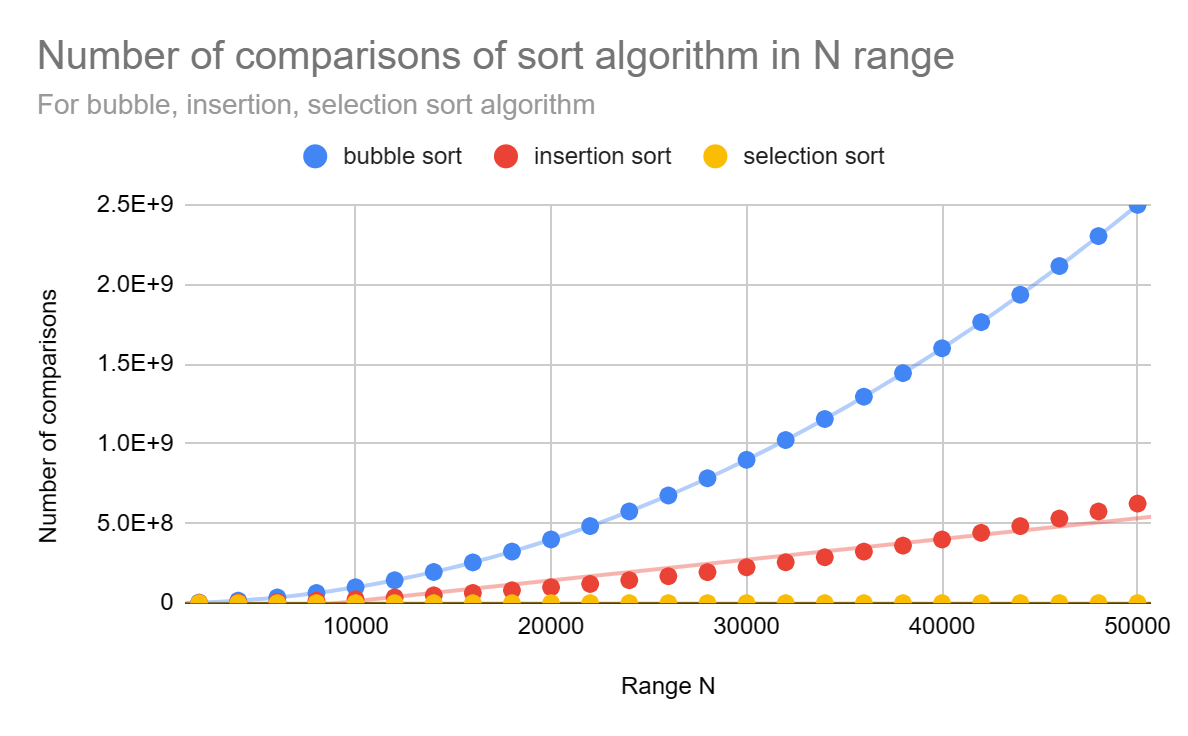 Number of comparisons of sort algorithm in N range
For bubble, insertion, selection sort algorithm
bubble sort insertion sort selection sort
2.5E+9
2.0E+9
1.5E+9
1.0E+9
5.0E+8
0
Number of comparisons
10000 20000 30000 40000 50000
Range N